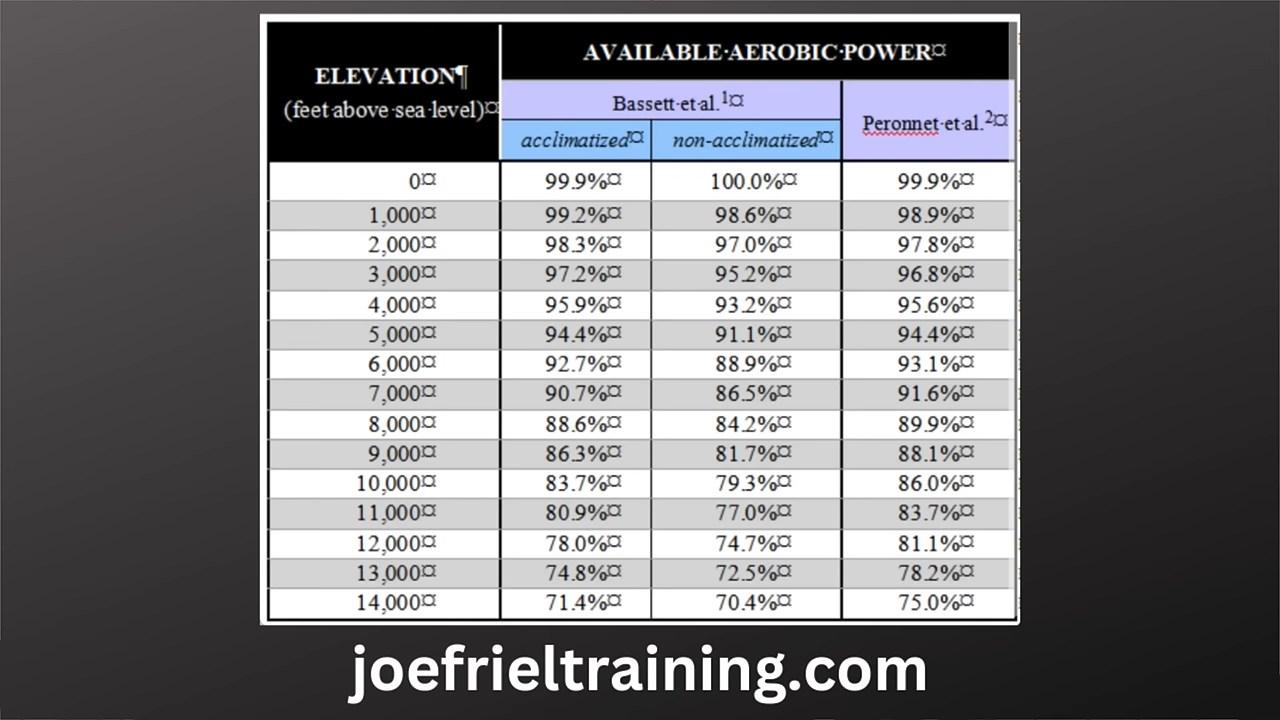 AVAILABLE·AEROBIC·POWER¤
ELEVATION¶
(feet·above·sea·level)¤
Bassett·et·al.1¤
Peronnet·et·al.2¤
acclimatized¤ non-acclimatized¤
0¤ 99.9%¤ 100.0%¤ 99.9%¤
1,000¤ 99.2%¤ 98.6%¤ 98.9%¤
2,000¤ 98.3%¤ 97.0%¤ 97.8%¤
3,000¤ 97.2%¤ 95.2%¤ 96.8%¤
4,000¤ 95.9%¤ 93.2%¤ 95.6%¤
5,000¤ 94.4%¤ 91.1%¤ 94.4%¤
6,000¤ 92.7%¤ 88.9%¤ 93.1%¤
7,000¤ 90.7%¤ 86.5%¤ 91.6%¤
8,000¤ 88.6%¤ 84.2%¤ 89.9%¤
9,000¤ 86.3%¤ 81.7%¤ 88.1%¤
10,000¤ 83.7%¤ 79.3%¤ 86.0%¤
11,000¤ 80.9%¤ 77.0%¤ 83.7%¤
12,000¤ 78.0%¤ 74.7%¤ 81.1%¤
13,000¤ 74.8%¤ 72.5%¤ 78.2%¤
14,000¤ 71.4%¤ 70.4%¤ 75.0%¤
joefrieltraining.com